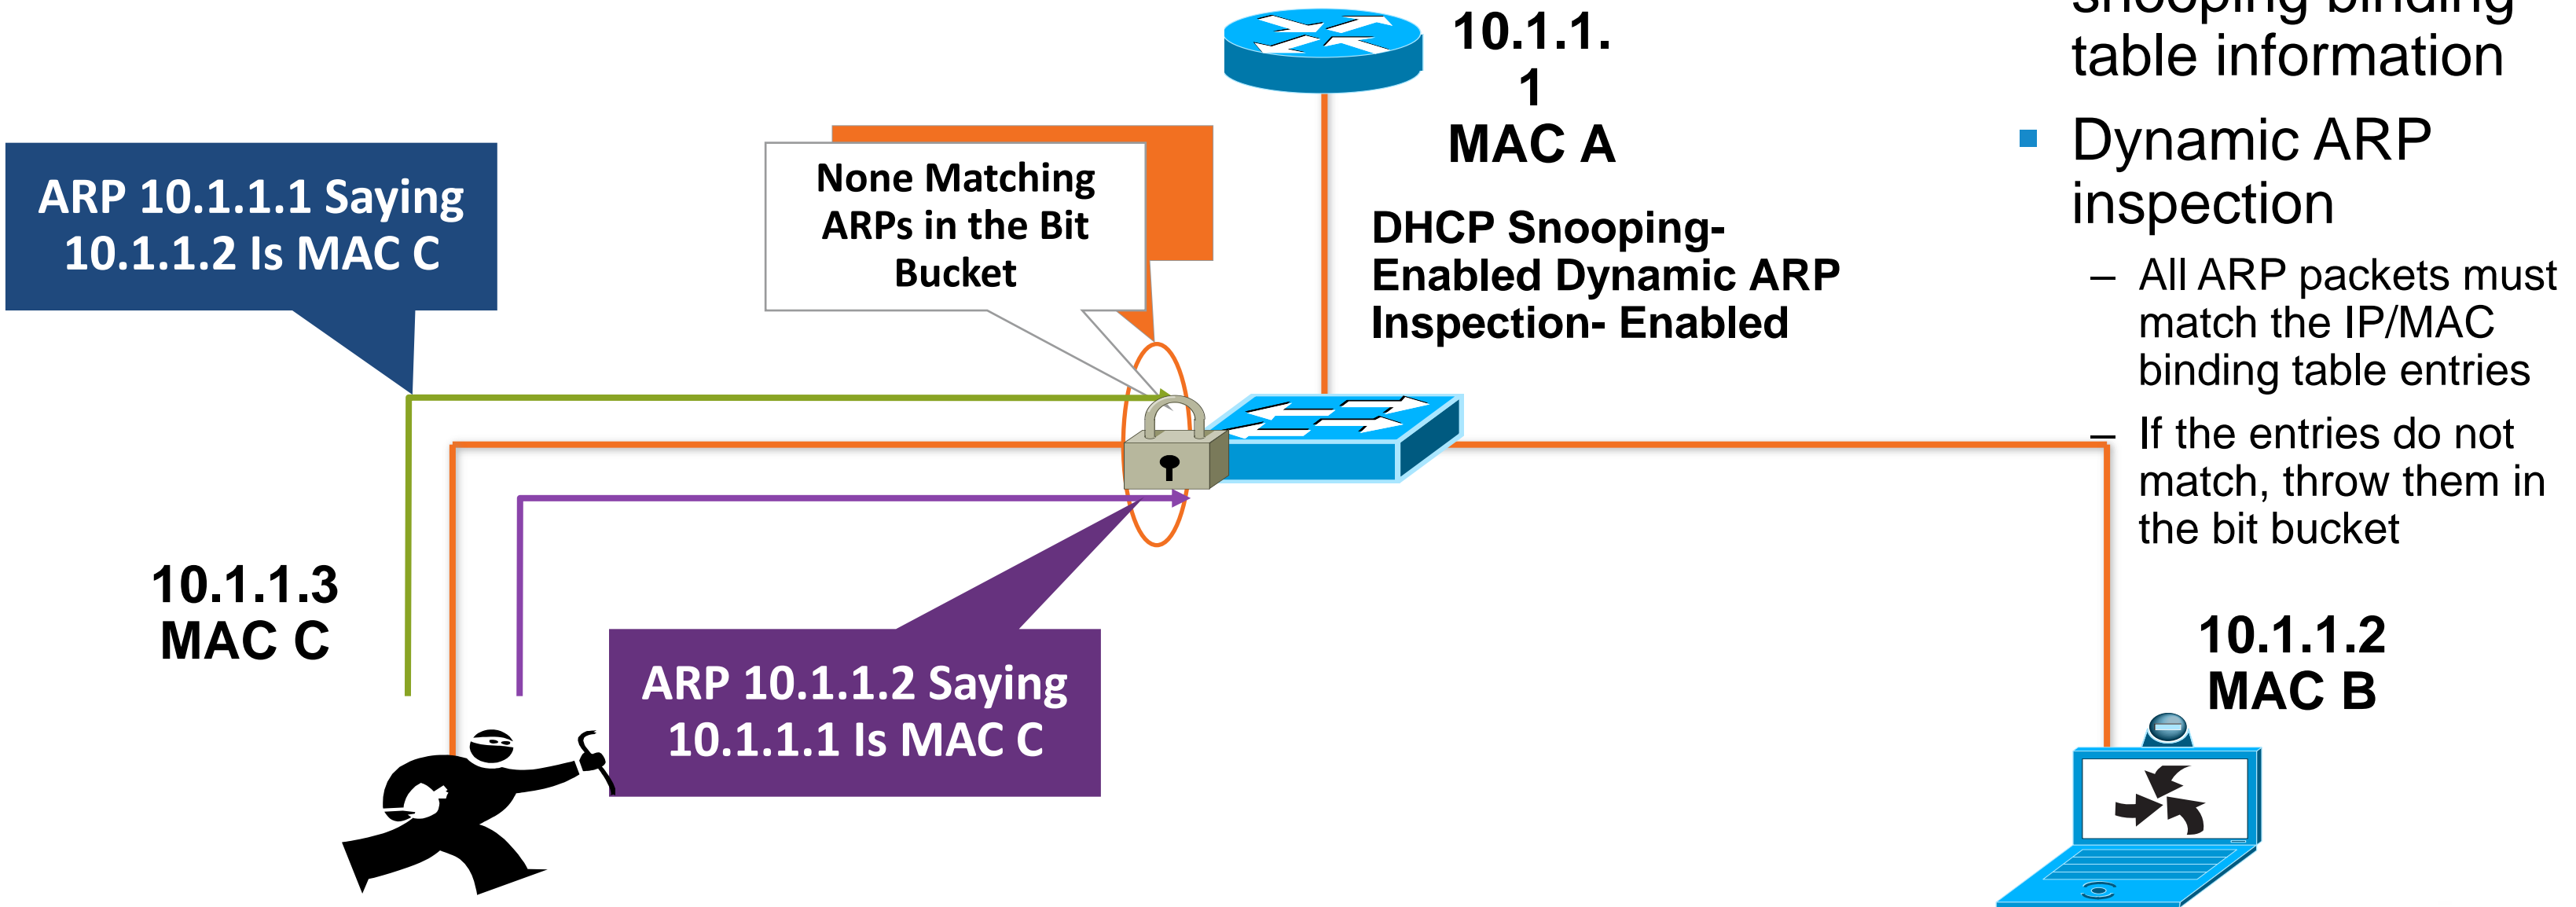 10.1.1.
1
MAC A
ARP 10.1.1.1 Saying
10.1.1.2 Is MAC C
None Matching
ARPs in the Bit
Bucket
DHCP Snooping-
Enabled Dynamic ARP
Inspection- Enabled
10.1.1.3
MAC C
ARP 10.1.1.2 Saying
10.1.1.1 Is MAC C
10.1.1.2
MAC B
snooping binding
table information
▪ Dynamic ARP
inspection
– All ARP packets must
match the IP/MAC
binding table entries
– If the entries do not
match, throw them in
the bit bucket